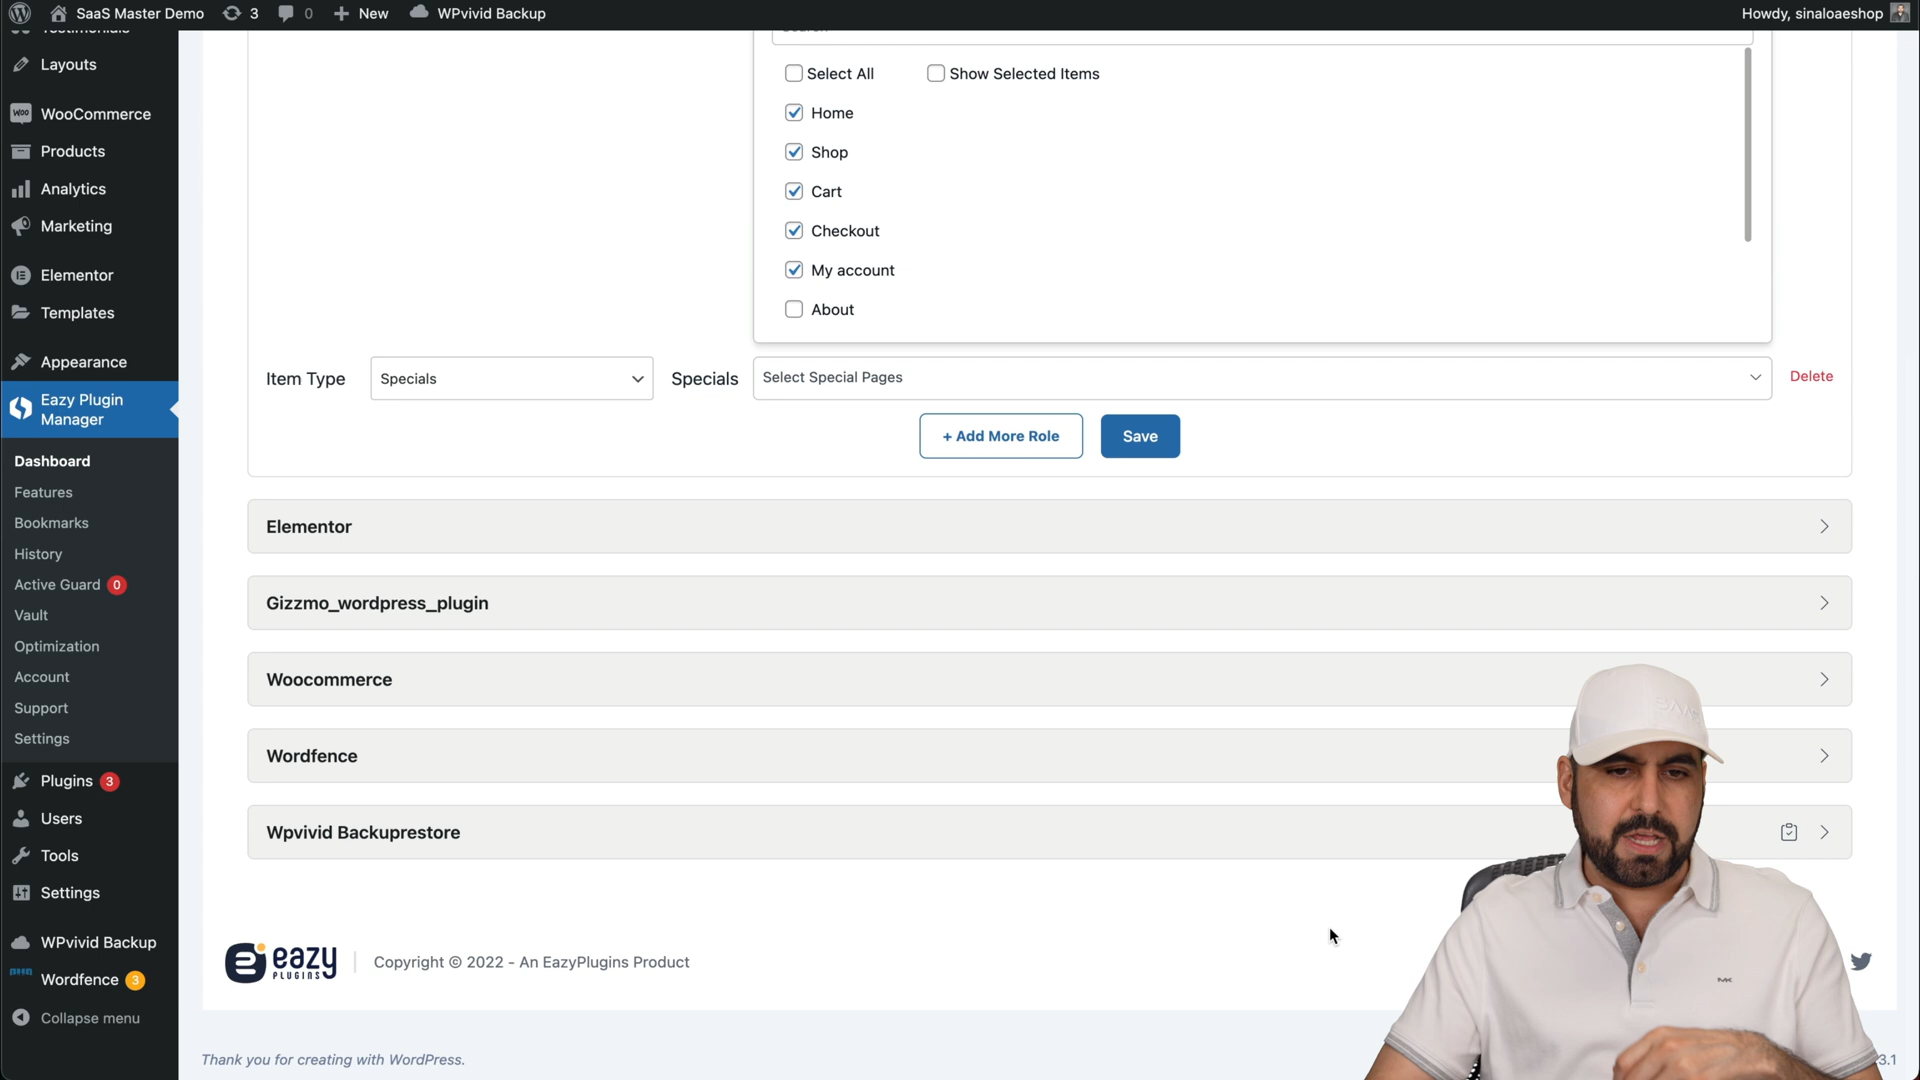 SaaS Master Demo 3 0 New WPvivid Backup Howdy, sinaloaeshop
Testimonials
Layouts
WooCommerce
Products
Analytics
Marketing
Elementor
Templates
Appearance
Eazy Plugin
Manager
Dashboard
Features
Bookmarks
History
Active Guard 0
Vault
Optimization
Account
Support
Settings
Plugins 3
Users
Tools
Settings
WPvivid Backup
Wordfence 3
Collapse menu
Select All Show Selected Items
Home
Shop
Cart
Checkout
My account
About
Item Type Specials Specials Select Special Pages Delete
+ Add More Role Save
Elementor
Gizzmo_wordpress_plugin
Woocommerce
Wordfence
Wpvivid Backuprestore
eazy
PLUGINS
Copyright © 2022 - An EazyPlugins Product
Thank you for creating with WordPress.
3.1